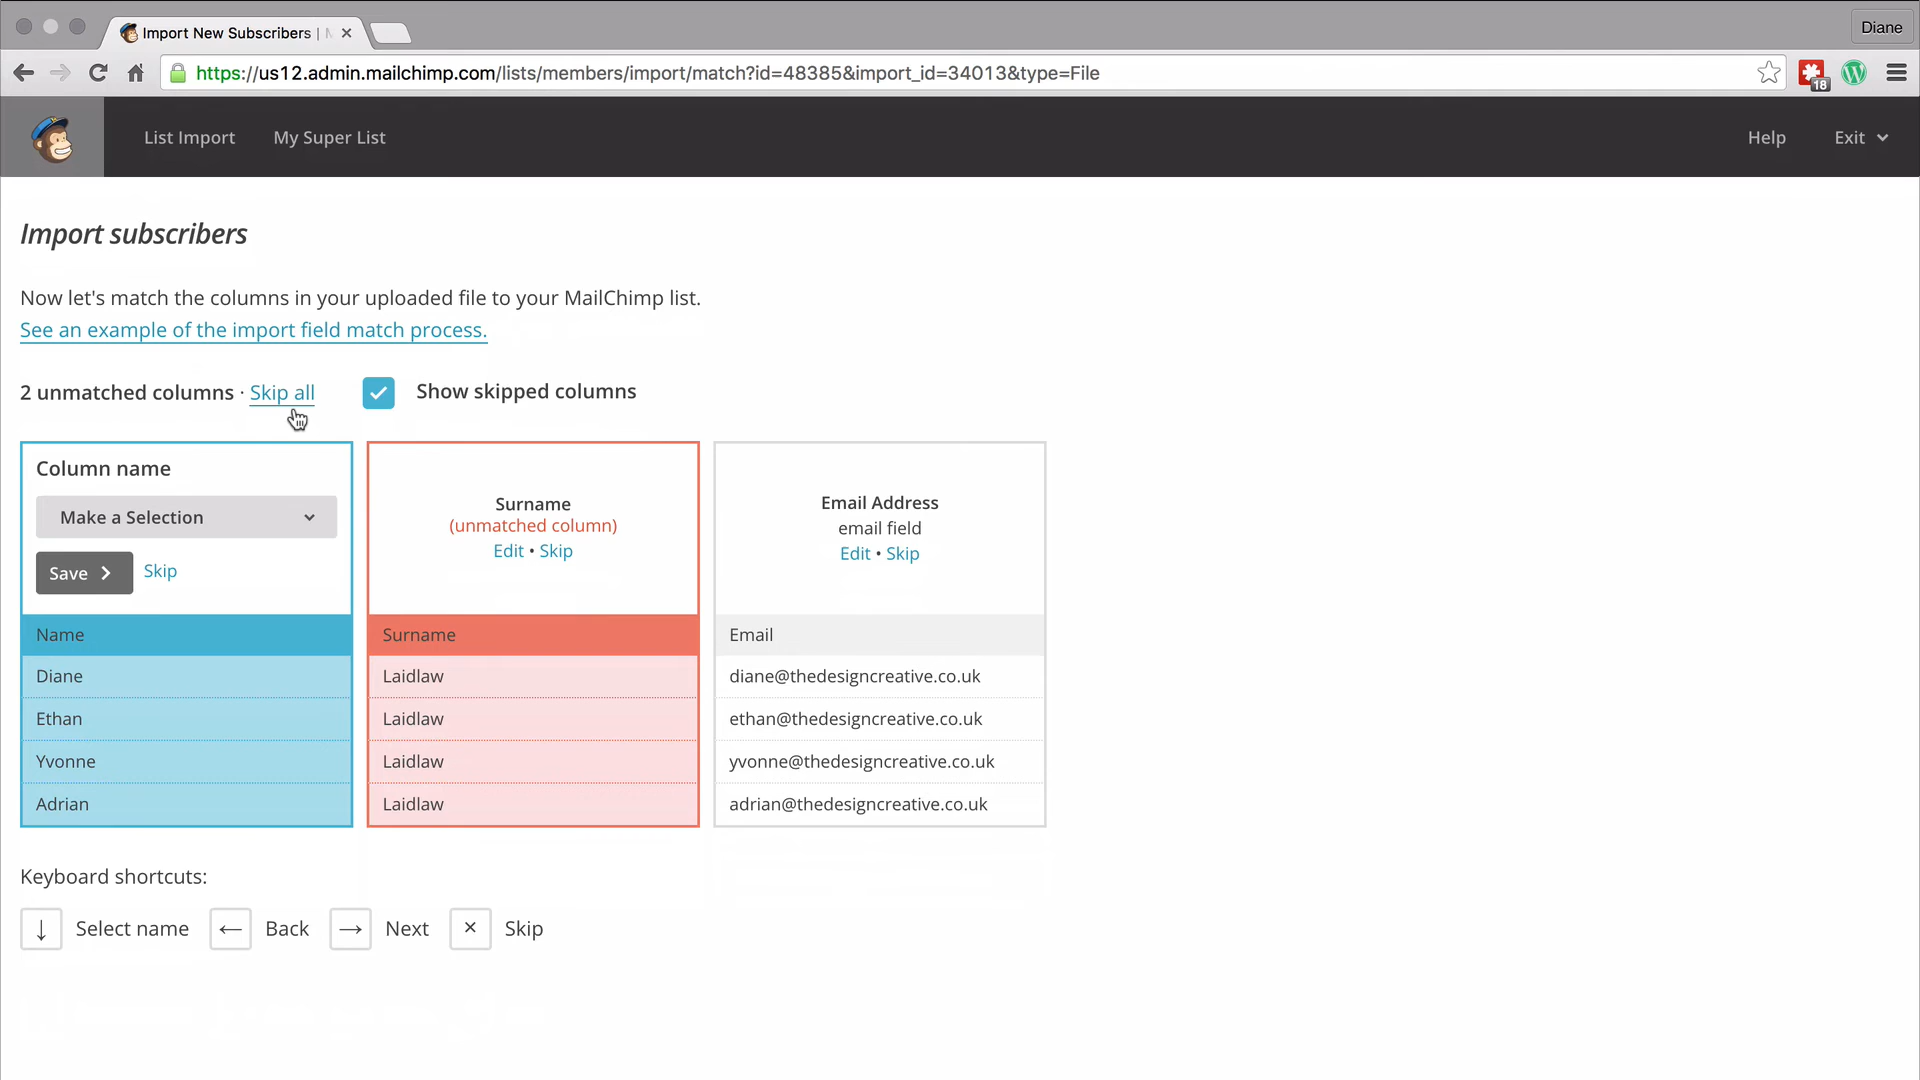 Import New Subscribers |
Diane
https://us12.admin.mailchimp.com/lists/members/import/match?id=48385&import_id=34013&type=File
18
List Import
My Super List
Help
Exit
Import subscribers
Now let's match the columns in your uploaded file to your MailChimp list.
See an example of the import field match process.
2 unmatched columns · Skip all
Show skipped columns
Column name
Make a Selection
Save
Skip
Name
Diane
Ethan
Yvonne
Adrian
Surname
(unmatched column)
Edit • Skip
Surname
Laidlaw
Laidlaw
Laidlaw
Laidlaw
Email Address
email field
Edit • Skip
Email
diane@thedesigncreative.co.uk
ethan@thedesigncreative.co.uk
yvonne@thedesigncreative.co.uk
adrian@thedesigncreative.co.uk
Keyboard shortcuts:
↓ Select name ← Back → Next × Skip